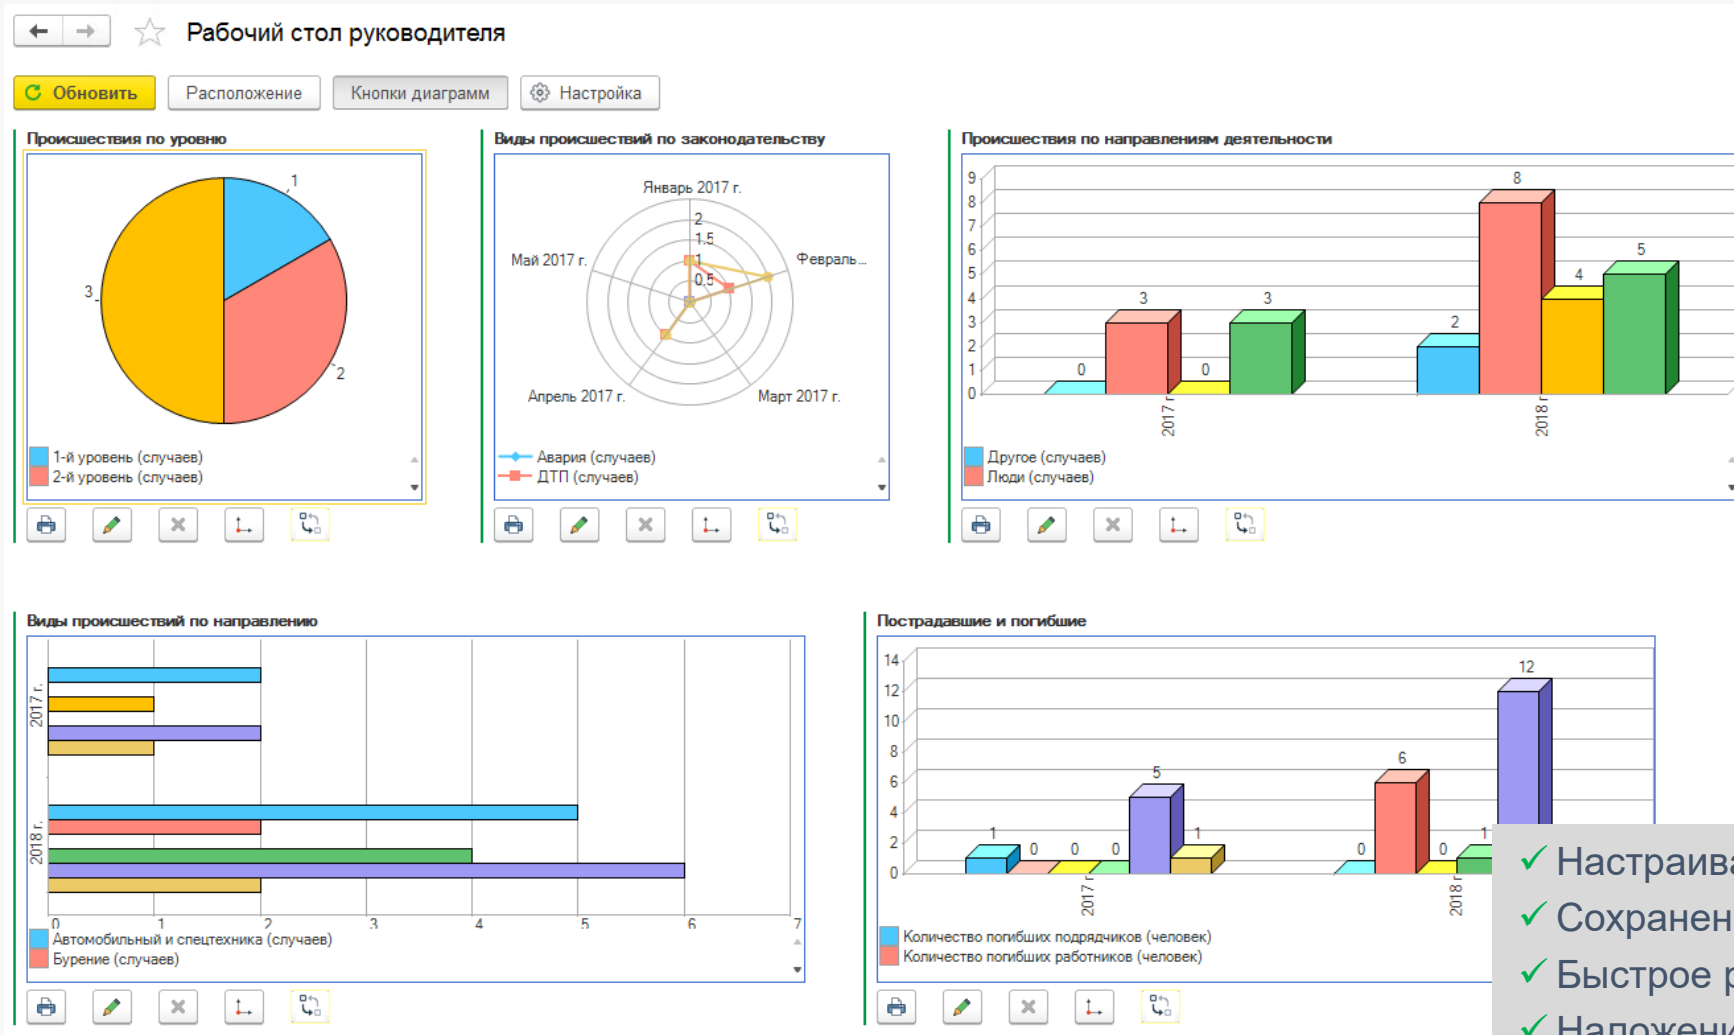 Рабочий стол руководителя
Обновить
Расположение
Кнопки диаграмм
Настройка
Происшествия по уровню
1
2
3
1-й уровень (случаев)
2-й уровень (случаев)
Виды происшествий по законодательству
Январь 2017 г.
Февраль...
Март 2017 г.
Апрель 2017 г.
Май 2017 г.
2
1.5
1
0.5
Авария (случаев)
ДТП (случаев)
Происшествия по направлениям деятельности
9
8
7
6
5
4
3
2
1
0
0
3
0
3
2
8
4
5
2017 г
2018 г
Другое (случаев)
Люди (случаев)
Виды происшествий по направлению
2017 г.
2018 г.
0 1 2 3 4 5 6 7
Автомобильный и спецтехника (случаев)
Бурение (случаев)
Пострадавшие и погибшие
14
12
10
8
6
4
2
0
1
0
0
0
5
1
0
6
0
1
12
2017 г
2018 г
Количество погибших подрядчиков (человек)
Количество погибших работников (человек)
Быстрое